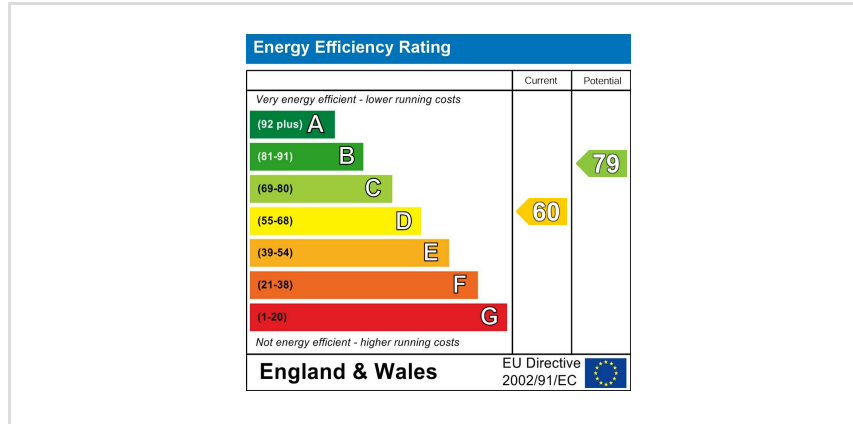 Energy Efficiency Rating
Current Potential
Very energy efficient - lower running costs
(92 plus) A
(81-91) B
79
(69-80) C
60
(55-68) D
(39-54) E
(21-38) F
(1-20) G
Not energy efficient - higher running costs
England & Wales
EU Directive
2002/91/EC